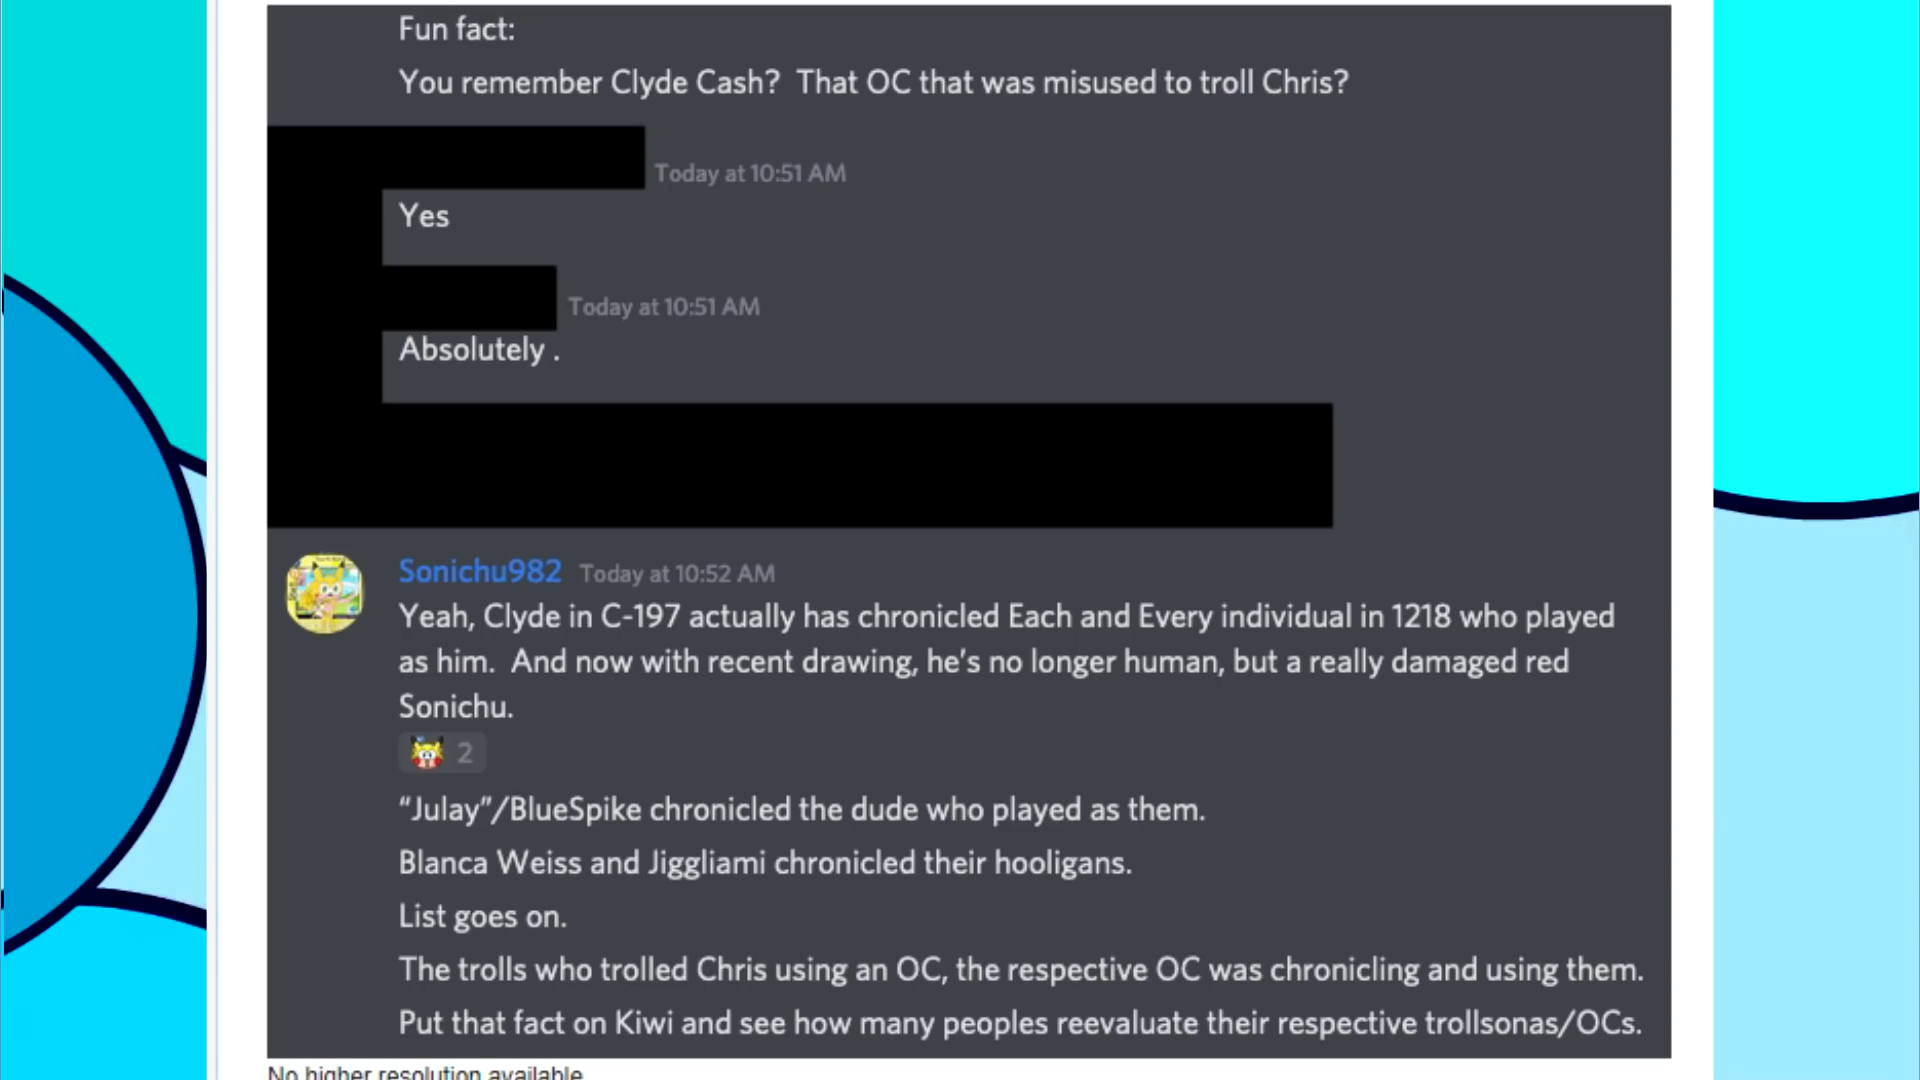 Fun fact:
You remember Clyde Cash?  That OC that was misused to troll Chris?
Today at 10:51 AM
Yes
Today at 10:51 AM
Absolutely .
Sonichu982 Today at 10:52 AM
Yeah, Clyde in C-197 actually has chronicled Each and Every individual in 1218 who played
as him.  And now with recent drawing, he's no longer human, but a really damaged red
Sonichu.
2
“Julay”/BlueSpike chronicled the dude who played as them.
Blanca Weiss and Jiggliami chronicled their hooligans.
List goes on.
The trolls who trolled Chris using an OC, the respective OC was chronicling and using them.
Put that fact on Kiwi and see how many peoples reevaluate their respective trollsonas/OCs.
No higher resolution available.